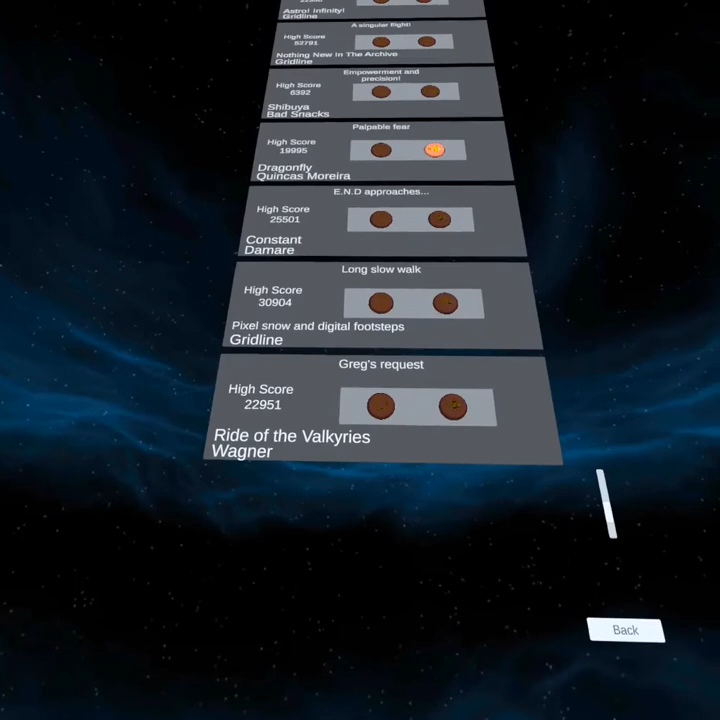 Astro! Infinity!
Gridline
A singular flight!
High Score
52791
Nothing New In The Archive
Gridline
Empowerment and
precision!
High Score
6392
Shibuya
Bad Snacks
Palpable fear
High Score
19995
Dragonfly
Quincas Moreira
E.N.D approaches...
High Score
25501
Constant
Damare
Long slow walk
High Score
30904
Pixel snow and digital footsteps
Gridline
Greg's request
High Score
22951
Ride of the Valkyries
Wagner
Back